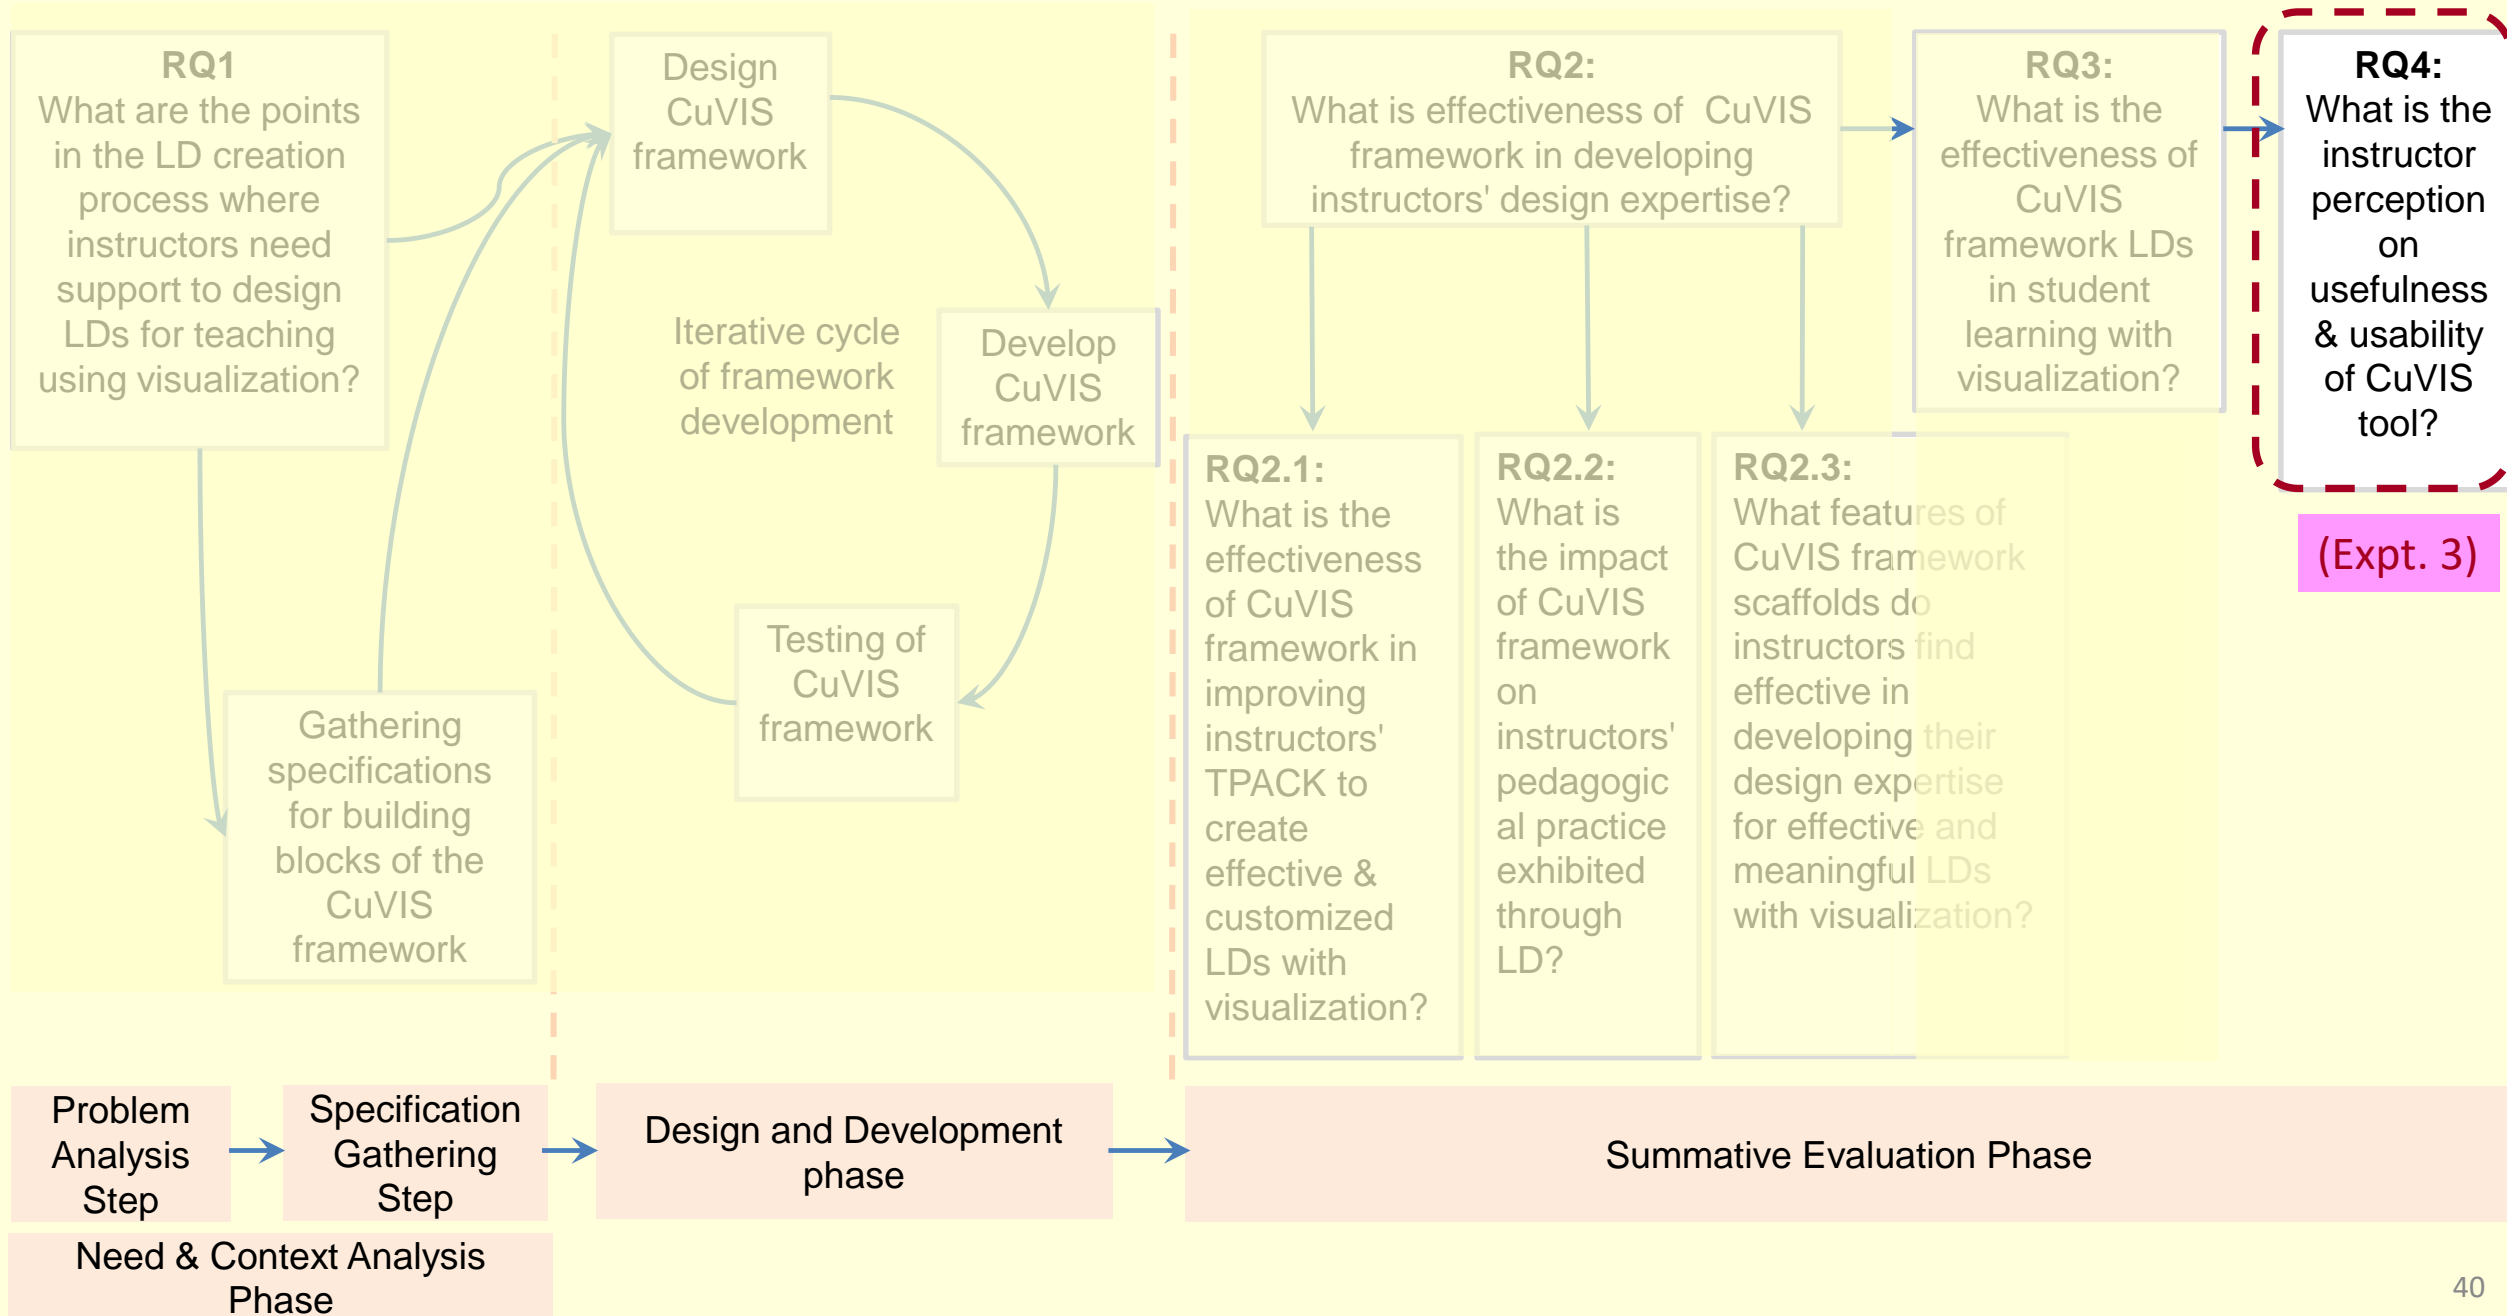 RQ1
What are the points
in the LD creation
process where
instructors need
support to design
LDs for teaching
using visualization?
Gathering
specifications
for building
blocks of the
CuVIS
framework
Design
CuVIS
framework
Iterative cycle
of framework
development
Develop
CuVIS
framework
Testing of
CuVIS
framework
RQ2:
What is effectiveness of CuVIS
framework in developing
instructors' design expertise?
RQ2.1:
What is the
effectiveness
of CuVIS
framework in
improving
instructors'
TPACK to
create
effective &
customized
LDs with
visualization?
RQ2.2:
What is
the impact
of CuVIS
framework
on
instructors'
pedagogic
al practice
exhibited
through
LD?
RQ2.3:
What features of
CuVIS framework
scaffolds do
instructors find
effective in
developing their
design expertise
for effective and
meaningful LDs
with visualization?
RQ3:
What is the
effectiveness of
CuVIS
framework LDs
in student
learning with
visualization?
RQ4:
What is the
instructor
perception
on
usefulness
& usability
of CuVIS
tool?
(Expt. 3)
Problem
Analysis
Step
Specification
Gathering
Step
Design and Development
phase
Summative Evaluation Phase
Need & Context Analysis
Phase
40